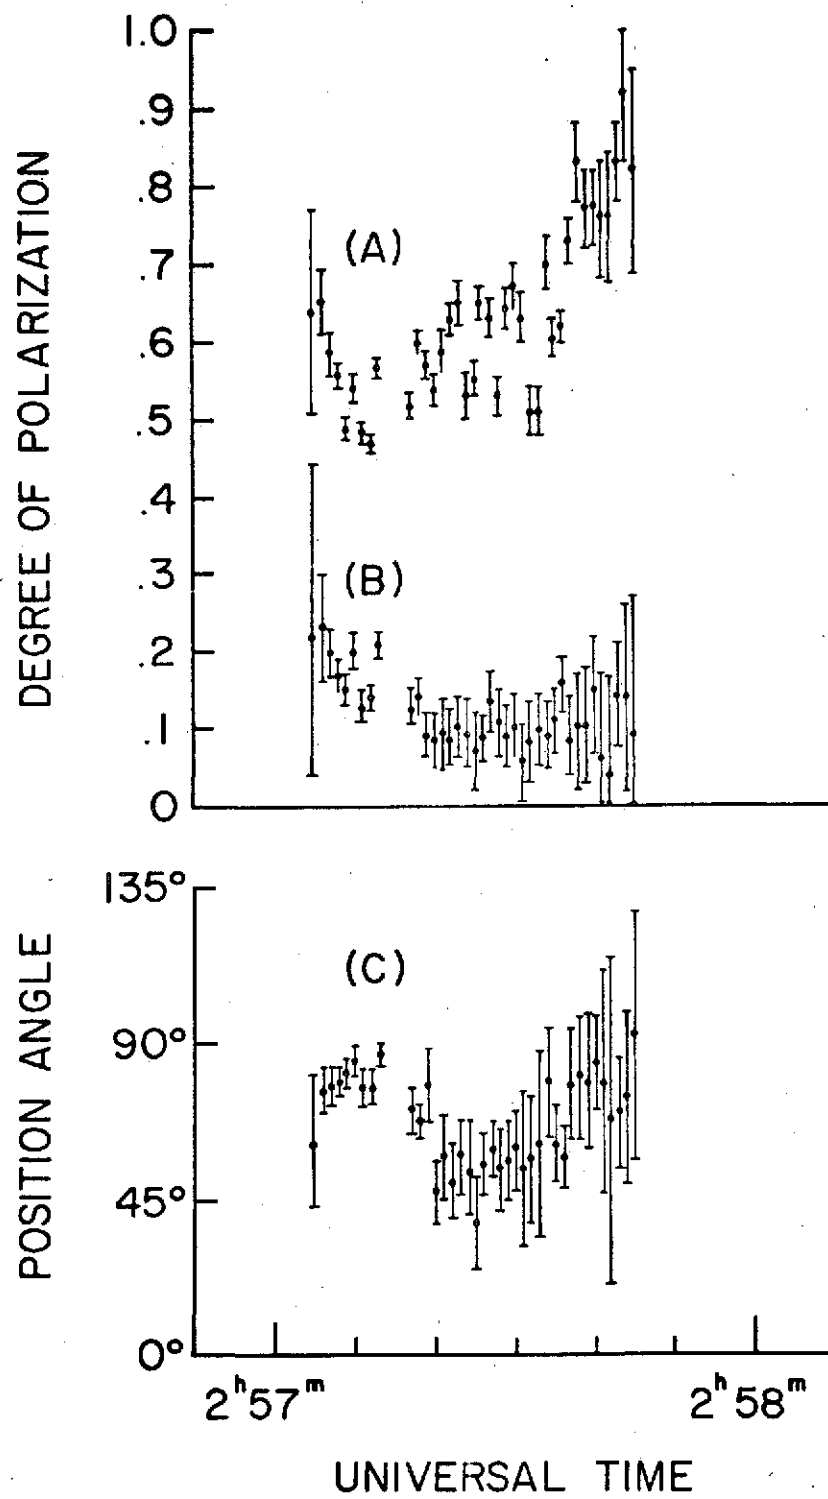 DEGREE OF POLARIZATION
1.0
.9
.8
.7
.6
.5
.4
.3
.2
.1
0
(A)
(B)
POSITION ANGLE
135°
90°
45°
0°
(C)
2ʰ57ᵐ
2ʰ58ᵐ
UNIVERSAL TIME